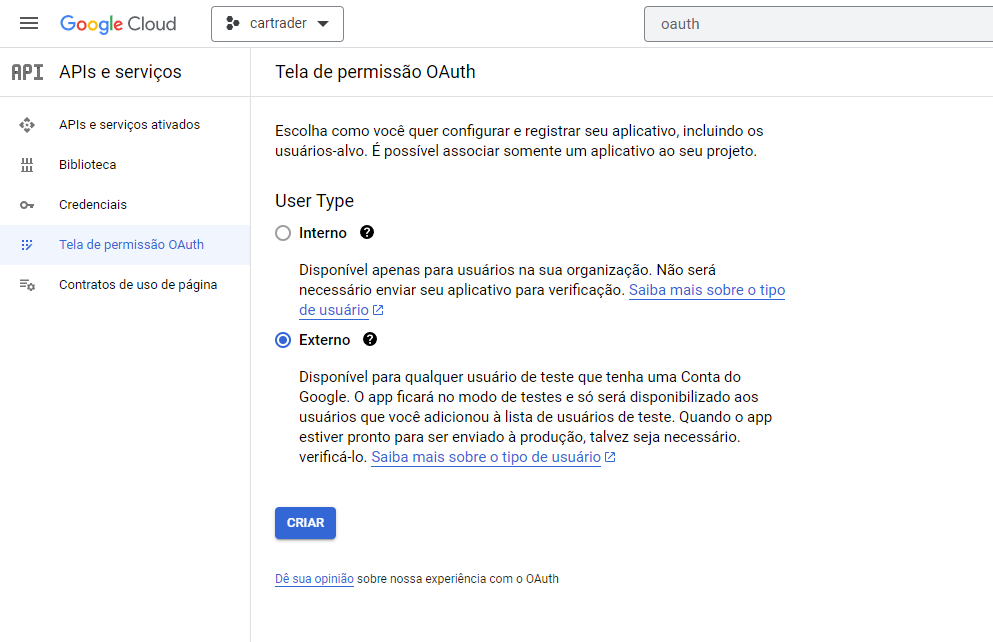 Google Cloud
cartrader
oauth
API APIs e serviços
Tela de permissão OAuth
APIs e serviços ativados
Biblioteca
Credenciais
Tela de permissão OAuth
Contratos de uso de página
Escolha como você quer configurar e registrar seu aplicativo, incluindo os
usuários-alvo. É possível associar somente um aplicativo ao seu projeto.
User Type
Interno ?
Disponível apenas para usuários na sua organização. Não será
necessário enviar seu aplicativo para verificação. Saiba mais sobre o tipo
de usuário
Externo ?
Disponível para qualquer usuário de teste que tenha uma Conta do
Google. O app ficará no modo de testes e só será disponibilizado aos
usuários que você adicionou à lista de usuários de teste. Quando o app
estiver pronto para ser enviado à produção, talvez seja necessário.
verificá-lo. Saiba mais sobre o tipo de usuário
CRIAR
Dê sua opinião sobre nossa experiência com o OAuth